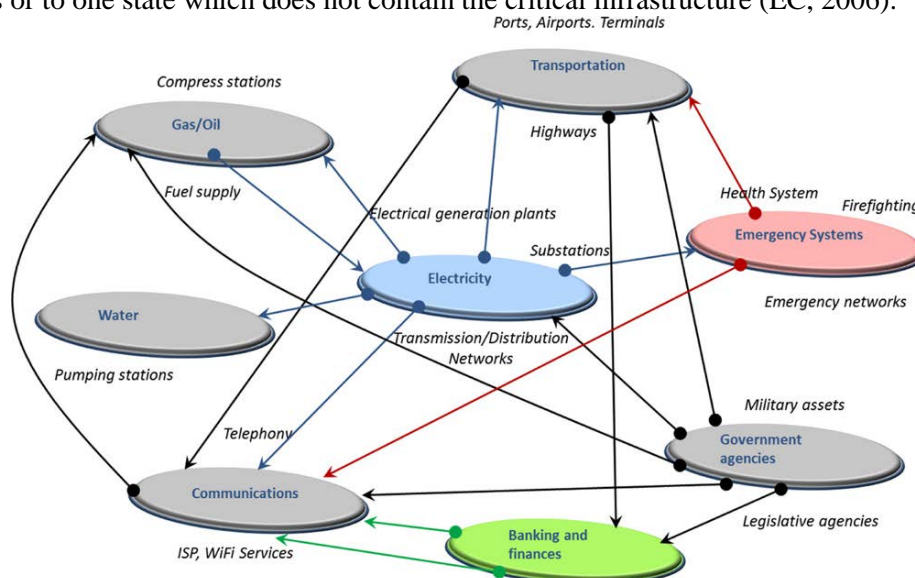 s or to one state which does not contain the critical infrastructure (EC, 2006).
Ports, Airports. Terminals
Transportation
Compress stations
Gas/Oil
Highways
Fuel supply
Health System
Firefighting
Electrical generation plants
Emergency Systems
Substations
Electricity
Emergency networks
Water
Transmission/Distribution
Networks
Pumping stations
Military assets
Telephony
Government
agencies
Communications
Legislative agencies
Banking and
finances
ISP, WiFi Services